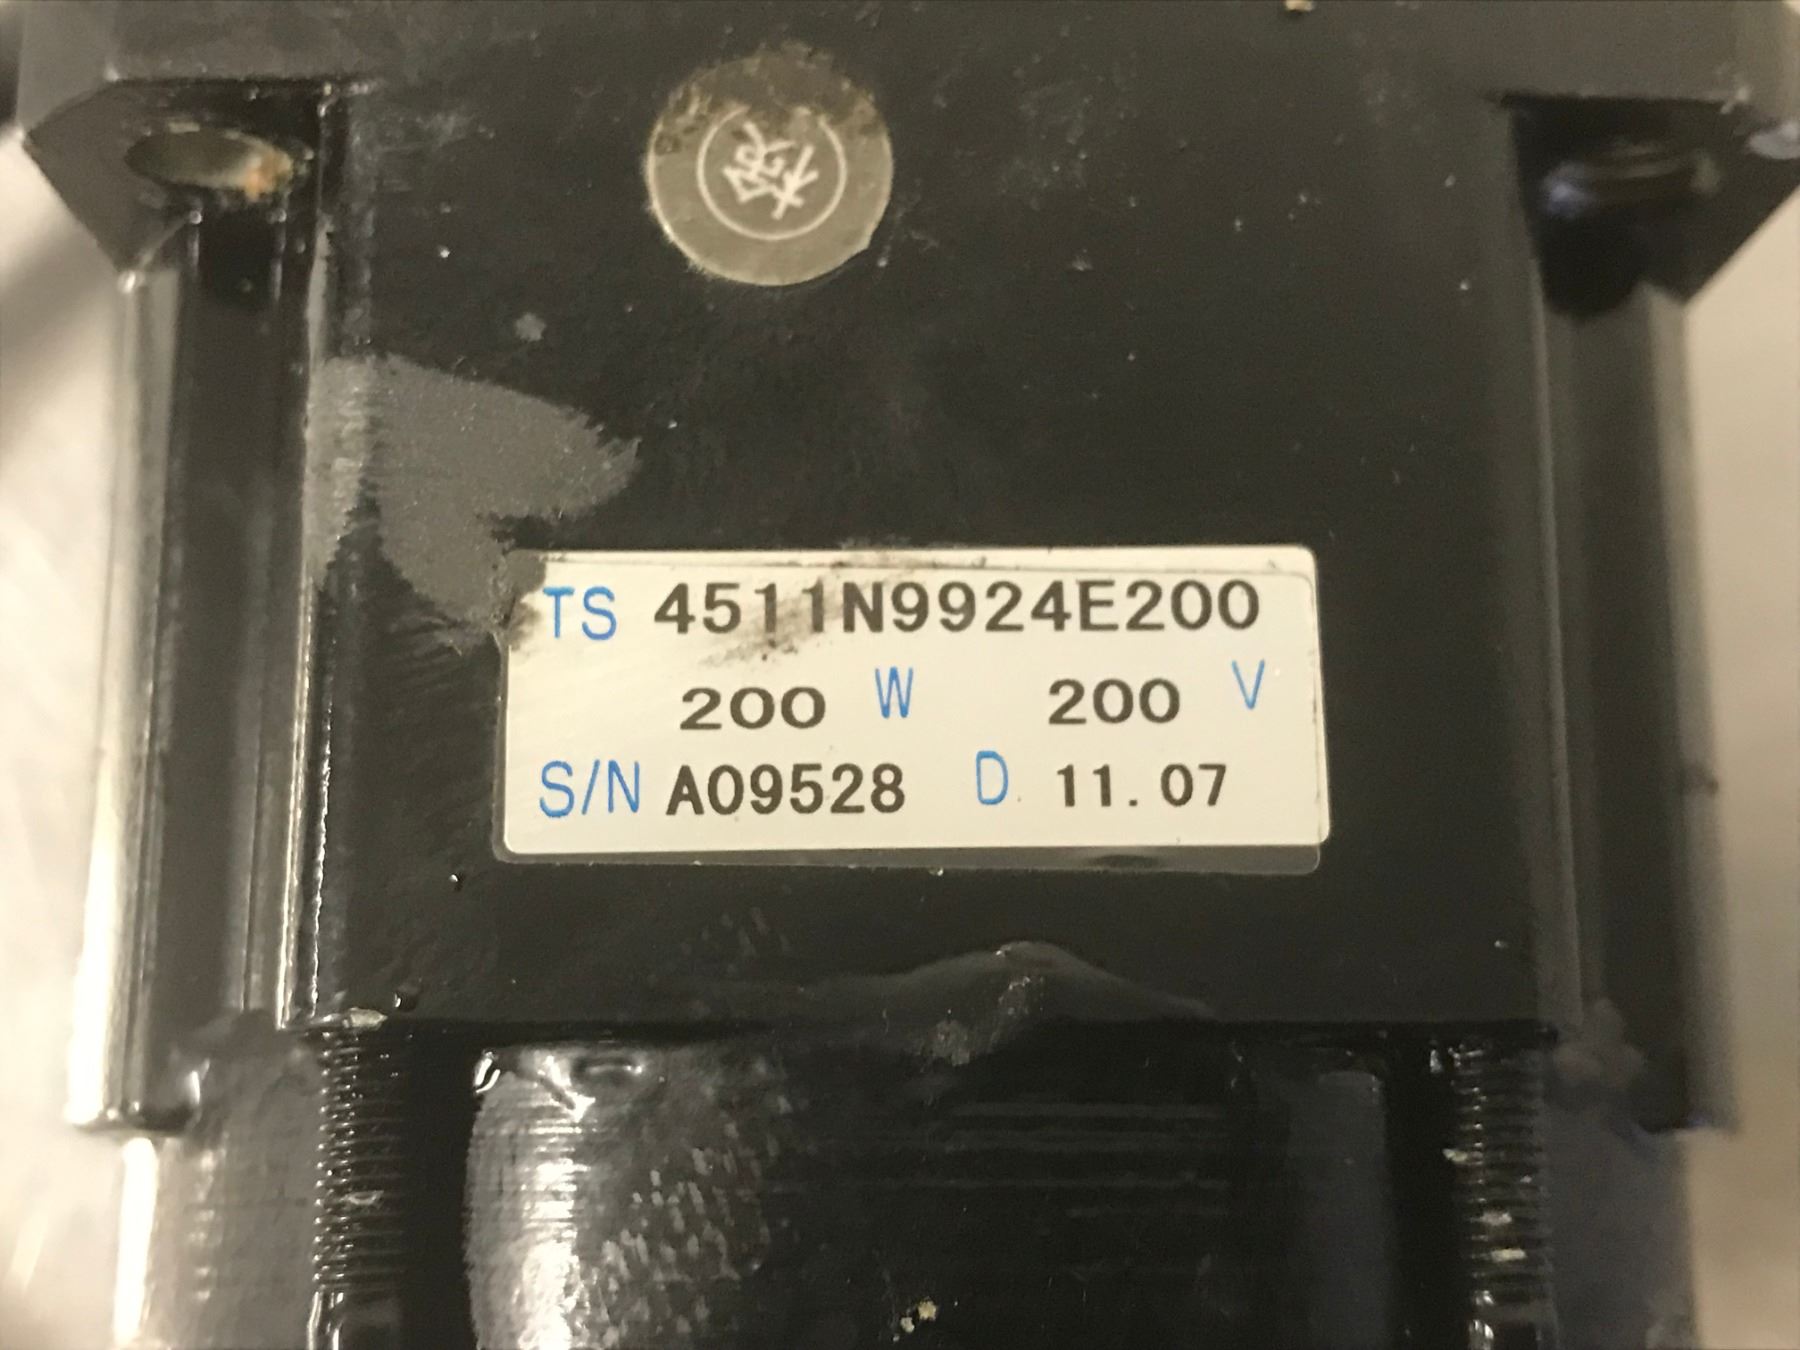 TS 4511N9924E200
200 W 200 V
S/N A09528 D 11.07